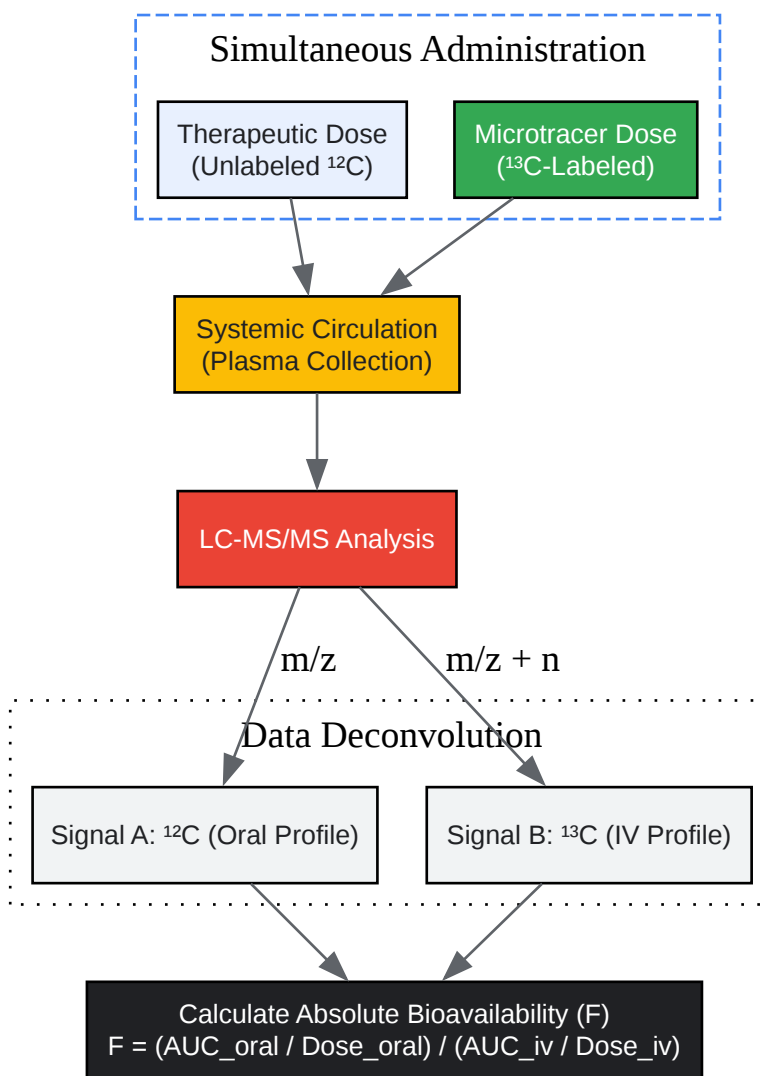 Simultaneous Administration
Therapeutic Dose
(Unlabeled ¹²C)
Microtracer Dose
(¹³C-Labeled)
Systemic Circulation
(Plasma Collection)
LC-MS/MS Analysis
m/z
m/z + n
Data Deconvolution
Signal A: ¹²C (Oral Profile)
Signal B: ¹³C (IV Profile)
Calculate Absolute Bioavailability (F)
F = (AUC_oral / Dose_oral) / (AUC_iv / Dose_iv)